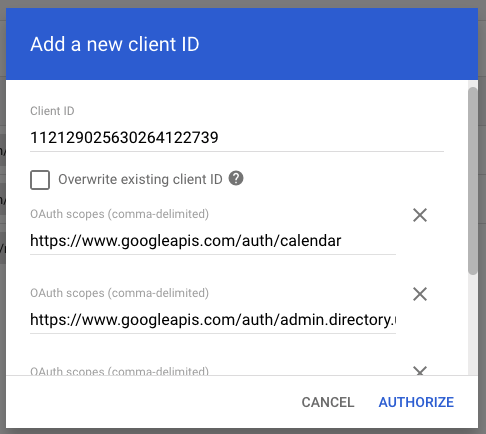 Add a new client ID
Client ID
112129025630264122739
Overwrite existing client ID ?
OAuth scopes (comma-delimited)
https://www.googleapis.com/auth/calendar
OAuth scopes (comma-delimited)
https://www.googleapis.com/auth/admin.directory.
OAuth scopes (comma-delimited)
CANCEL AUTHORIZE